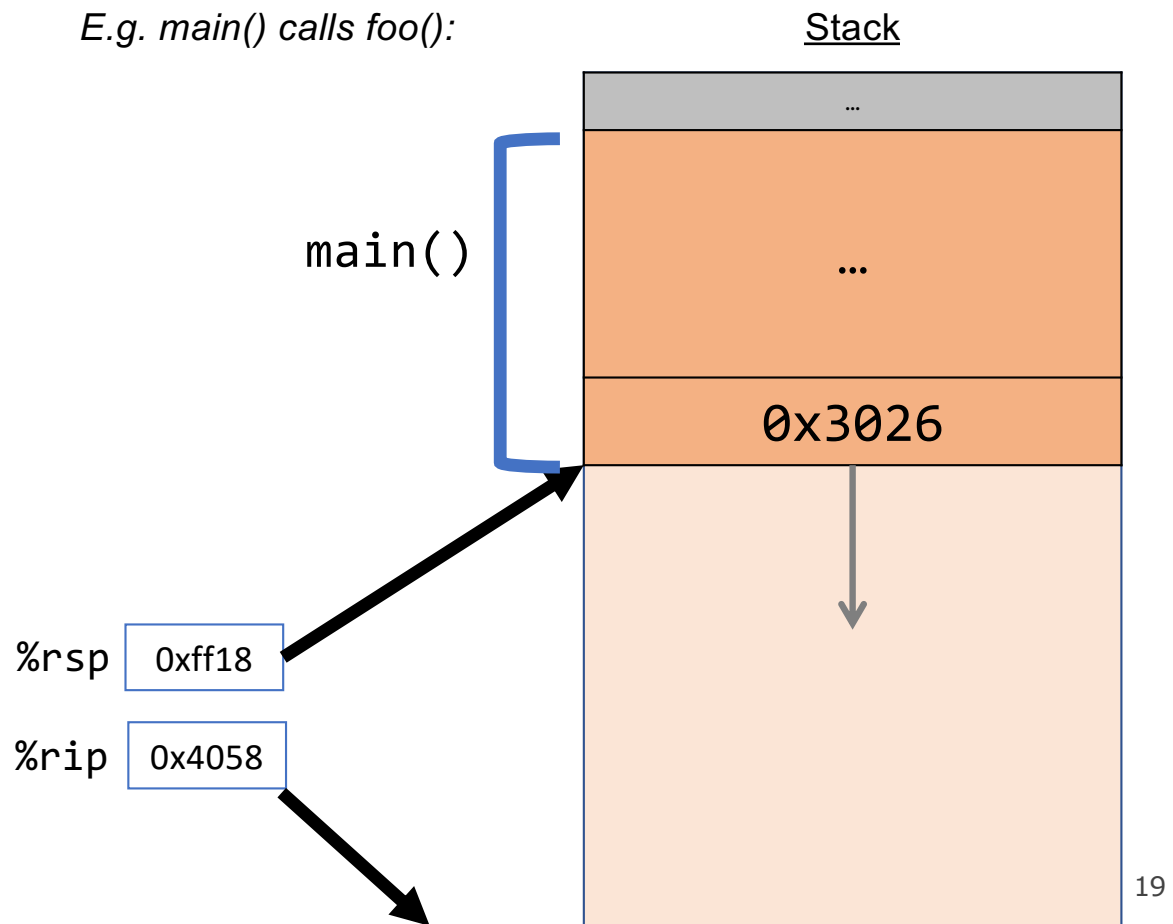 E.g. main() calls foo():
Stack
…
main()
…
0x3026
%rsp 0xff18
%rip 0x4058
19